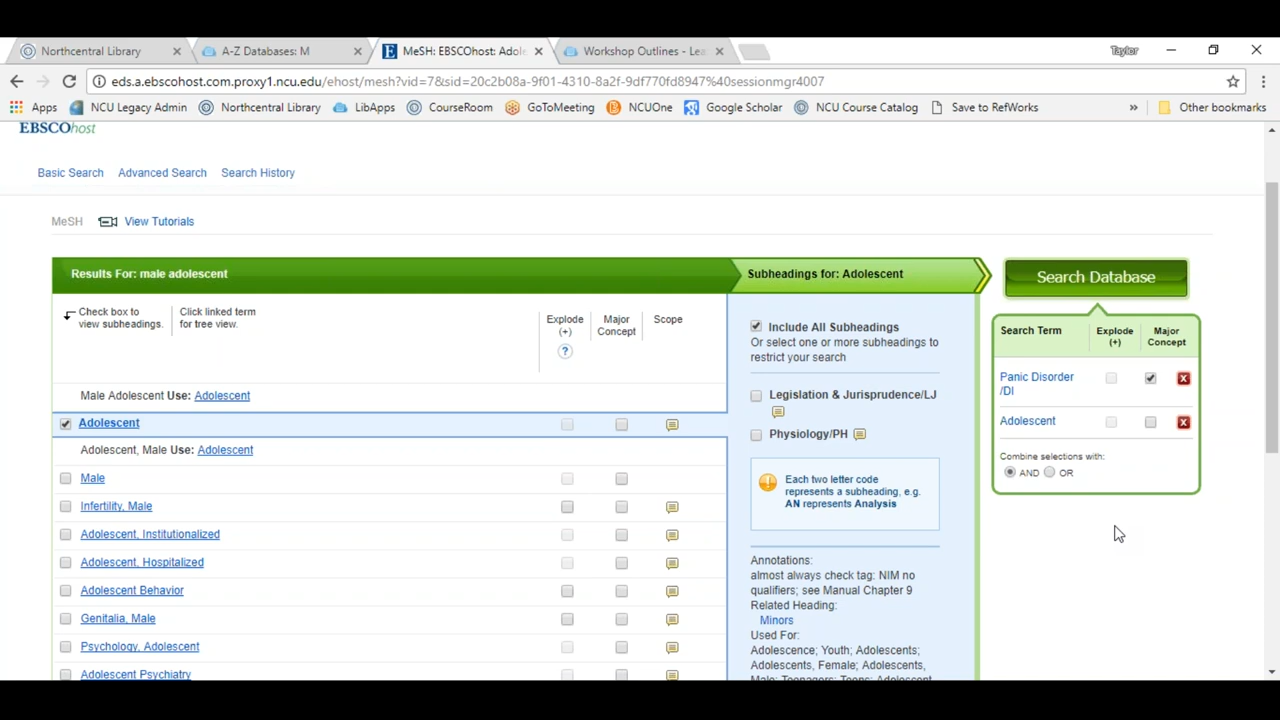 Northcentral Library
A-Z Databases: M
MeSH: EBSCOhost: Adol
Workshop Outlines - Lea
Taylor
eds.a.ebscohost.com.proxy1.ncu.edu/ehost/mesh?vid=7&sid=20c2b08a-9f01-4310-8a2f-9df770fd8947%40sessionmgr4007
Apps
NCU Legacy Admin
Northcentral Library
LibApps
CourseRoom
GoToMeeting
NCUOne
Google Scholar
NCU Course Catalog
Save to RefWorks
»
Other bookmarks
EBSCOhost
Basic Search
Advanced Search
Search History
MeSH
View Tutorials
Results For: male adolescent
Check box to
view subheadings.
Click linked term
for tree view.
Explode
(+)
?
Major
Concept
Scope
Male Adolescent Use: Adolescent
Adolescent
Adolescent, Male Use: Adolescent
Male
Infertility, Male
Adolescent, Institutionalized
Adolescent, Hospitalized
Adolescent Behavior
Genitalia, Male
Psychology, Adolescent
Adolescent Psychiatry
Subheadings for: Adolescent
Include All Subheadings
Or select one or more subheadings to
restrict your search
Legislation & Jurisprudence/LJ
Physiology/PH
Each two letter code
represents a subheading, e.g.
AN represents Analysis
Annotations:
almost always check tag: NIM no
qualifiers; see Manual Chapter 9
Related Heading:
Minors
Used For:
Adolescence; Youth; Adolescents;
Adolescents, Female; Adolescents,
Male; Teenagers; Teens; Adolescent
Search Database
Search Term
Explode
(+)
Major
Concept
Panic Disorder
/DI
Adolescent
Combine selections with:
AND OR